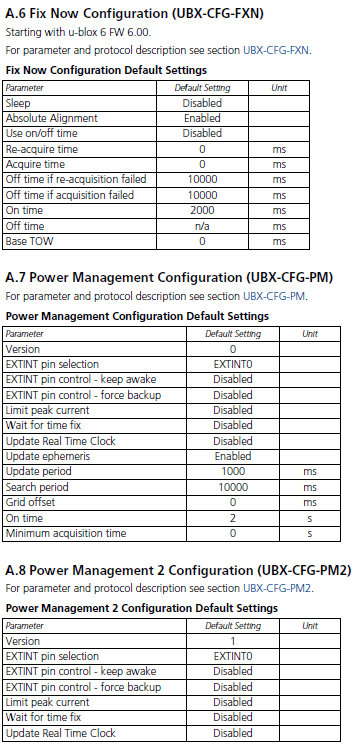 A.6 Fix Now Configuration (UBX-CFG-FXN)
Starting with u-blox 6 FW 6.00.
For parameter and protocol description see section UBX-CFG-FXN.
Fix Now Configuration Default Settings
Parameter Default Setting Unit
Sleep Disabled
Absolute Alignment Enabled
Use on/off time Disabled
Re-acquire time 0 ms
Acquire time 0 ms
Off time if re-acquisition failed 10000 ms
Off time if acquisition failed 10000 ms
On time 2000 ms
Off time n/a ms
Base TOW 0 ms
A.7 Power Management Configuration (UBX-CFG-PM)
For parameter and protocol description see section UBX-CFG-PM.
Power Management Configuration Default Settings
Parameter Default Setting Unit
Version 0
EXTINT pin selection EXTINT0
EXTINT pin control - keep awake Disabled
EXTINT pin control - force backup Disabled
Limit peak current Disabled
Wait for time fix Disabled
Update Real Time Clock Disabled
Update ephemeris Enabled
Update period 1000 ms
Search period 10000 ms
Grid offset 0 ms
On time 2 s
Minimum acquisition time 0 s
A.8 Power Management 2 Configuration (UBX-CFG-PM2)
For parameter and protocol description see section UBX-CFG-PM2.
Power Management 2 Configuration Default Settings
Parameter Default Setting Unit
Version 1
EXTINT pin selection EXTINT0
EXTINT pin control - keep awake Disabled
EXTINT pin control - force backup Disabled
Limit peak current Disabled
Wait for time fix Disabled
Update Real Time Clock Disabled